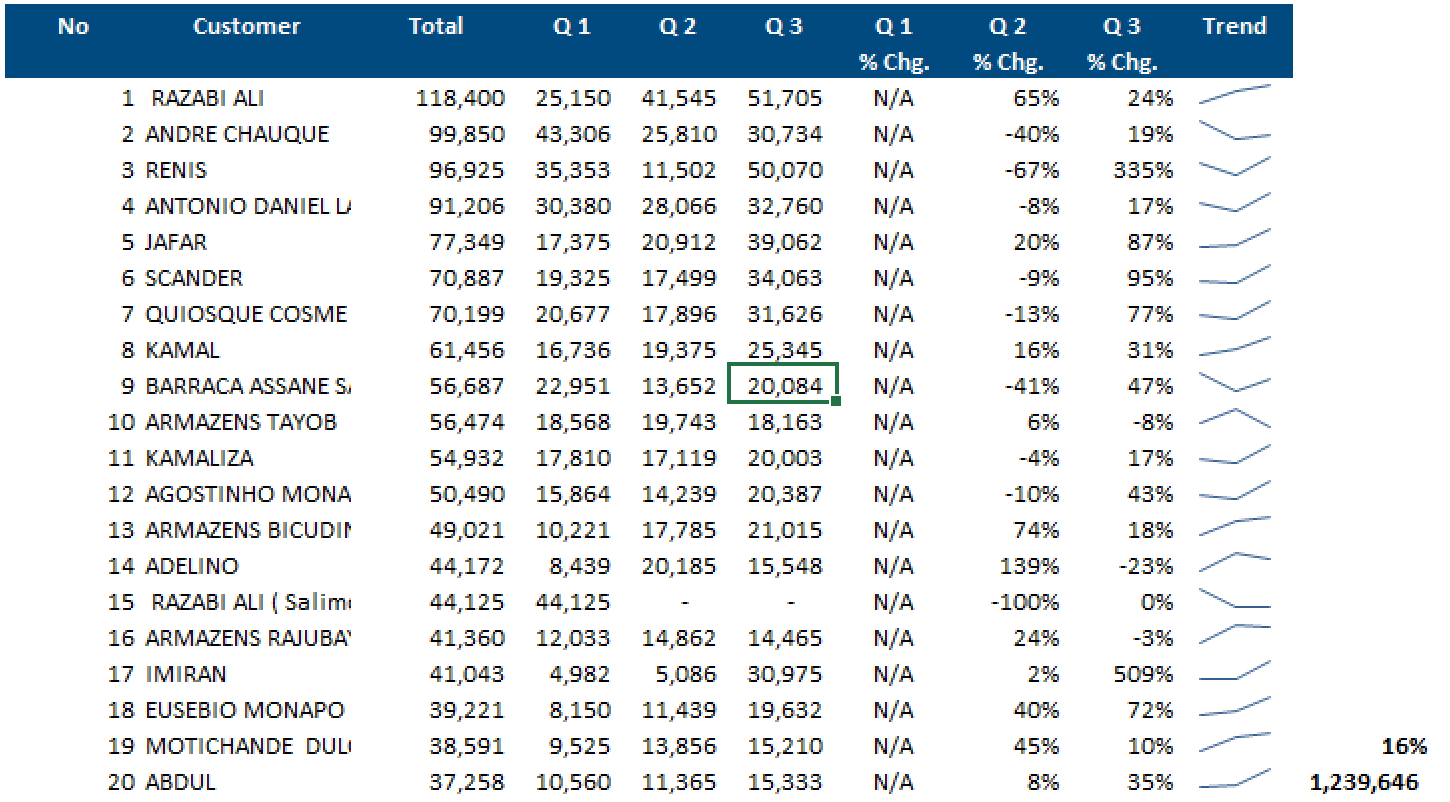 No Customer Total Q 1 Q 2 Q 3 Q 1 Q 2 Q 3 Trend
% Chg. % Chg. % Chg.
1 RAZABI ALI 118,400 25,150 41,545 51,705 N/A 65% 24%
2 ANDRE CHAUQUE 99,850 43,306 25,810 30,734 N/A -40% 19%
3 RENIS 96,925 35,353 11,502 50,070 N/A -67% 335%
4 ANTONIO DANIEL LA 91,206 30,380 28,066 32,760 N/A -8% 17%
5 JAFAR 77,349 17,375 20,912 39,062 N/A 20% 87%
6 SCANDER 70,887 19,325 17,499 34,063 N/A -9% 95%
7 QUIOSQUE COSME 70,199 20,677 17,896 31,626 N/A -13% 77%
8 KAMAL 61,456 16,736 19,375 25,345 N/A 16% 31%
9 BARRACA ASSANE SA 56,687 22,951 13,652 20,084 N/A -41% 47%
10 ARMAZENS TAYOB 56,474 18,568 19,743 18,163 N/A 6% -8%
11 KAMALIZA 54,932 17,810 17,119 20,003 N/A -4% 17%
12 AGOSTINHO MONA 50,490 15,864 14,239 20,387 N/A -10% 43%
13 ARMAZENS BICUDIN 49,021 10,221 17,785 21,015 N/A 74% 18%
14 ADELINO 44,172 8,439 20,185 15,548 N/A 139% -23%
15 RAZABI ALI ( Salim 44,125 44,125 - - N/A -100% 0%
16 ARMAZENS RAJUBAY 41,360 12,033 14,862 14,465 N/A 24% -3%
17 IMIRAN 41,043 4,982 5,086 30,975 N/A 2% 509%
18 EUSEBIO MONAPO 39,221 8,150 11,439 19,632 N/A 40% 72%
19 MOTICHANDE DUL 38,591 9,525 13,856 15,210 N/A 45% 10% 16%
20 ABDUL 37,258 10,560 11,365 15,333 N/A 8% 35% 1,239,646